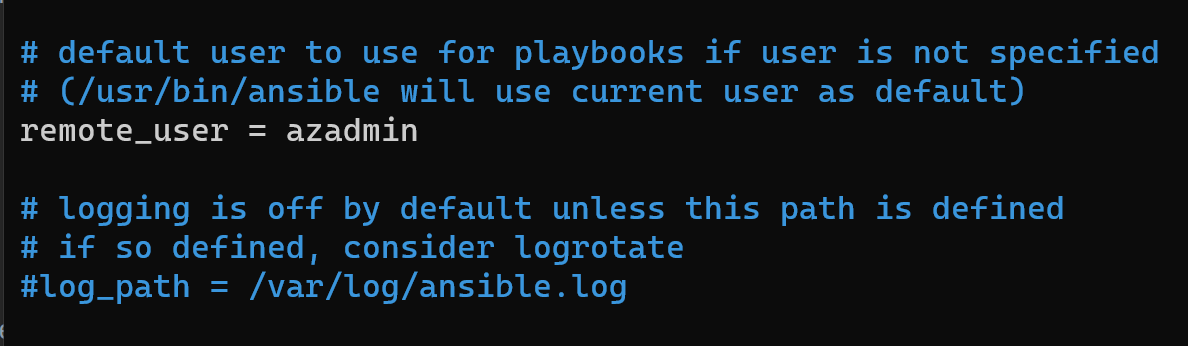 # default user to use for playbooks if user is not specified
# (/usr/bin/ansible will use current user as default)
remote_user = azadmin
# logging is off by default unless this path is defined
# if so defined, consider logrotate
#log_path = /var/log/ansible.log